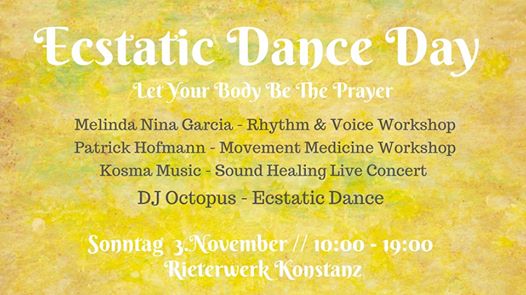 Ecstatic Dance Day
Let Your Body Be The Prayer
Melinda Nina Garcia - Rhythm & Voice Workshop
Patrick Hofmann - Movement Medicine Workshop
Kosma Music - Sound Healing Live Concert
DJ Octopus - Ecstatic Dance
Sonntag 3.November // 10:00 - 19:00
Rieterwerk Konstanz